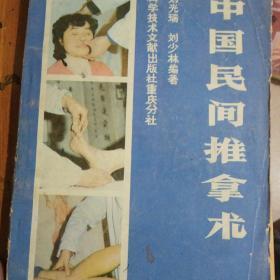 中国民间推拿术
光瑞 刘少林编著
学技术文献出版社重庆分社